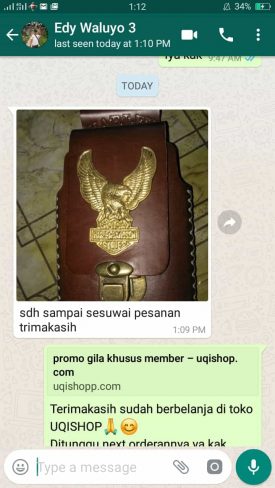 1:12
34%
Edy Waluyo 3
last seen today at 1:10 PM
Iya kak
9:47 AM
TODAY
sdh sampai sesuwai pesanan
trimakasih
1:09 PM
promo gila khusus member – uqishop.
com
uqishopp.com
Terimakasih sudah berbelanja di toko
UQISHOP🙏😊
Ditunggu next orderannya ya kak
Type a message